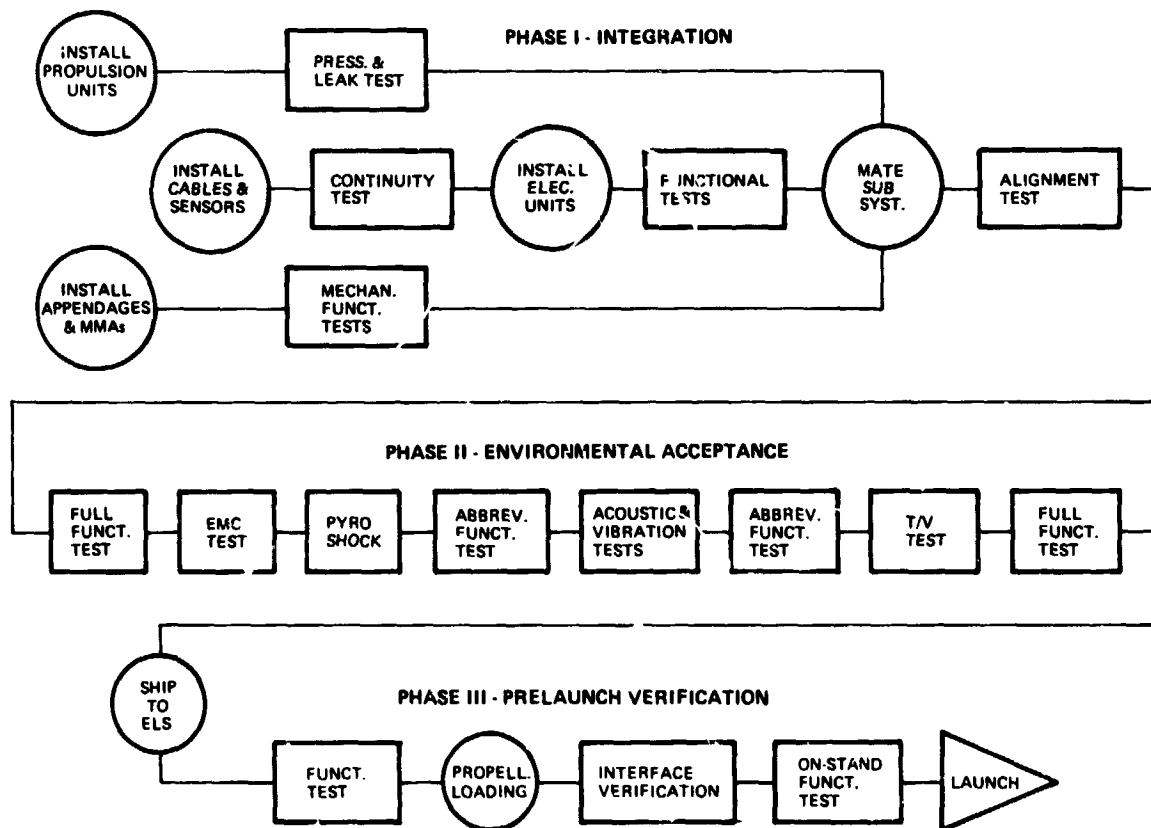 PHASE I - INTEGRATION
INSTALL
PROPULSION
UNITS
PRESS. &
LEAK TEST
INSTALL
CABLES &
SENSORS
CONTINUITY
TEST
INSTALL
ELEC.
UNITS
FUNCTIONAL
TESTS
MATE
SUB
SYST.
ALIGNMENT
TEST
INSTALL
APPENDAGES
& MMAs
MECHAN.
FUNCT.
TESTS
PHASE II - ENVIRONMENTAL ACCEPTANCE
FULL
FUNCT.
TEST
EMC
TEST
PYRO
SHOCK
ABBREV.
FUNCT.
TEST
ACOUSTIC &
VIBRATION
TESTS
ABBREV.
FUNCT.
TEST
T/V
TEST
FULL
FUNCT.
TEST
SHIP
TO
ELS
PHASE III - PRELAUNCH VERIFICATION
FUNCT.
TEST
PROPELL.
LOADING
INTERFACE
VERIFICATION
ON-STAND
FUNCT.
TEST
LAUNCH